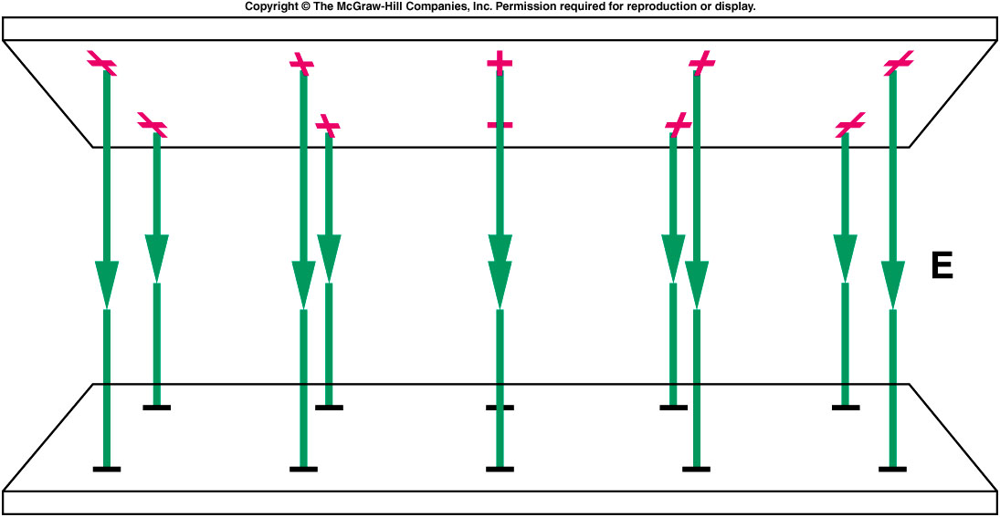 Copyright © The McGraw-Hill Companies, Inc. Permission required for reproduction or display.
E